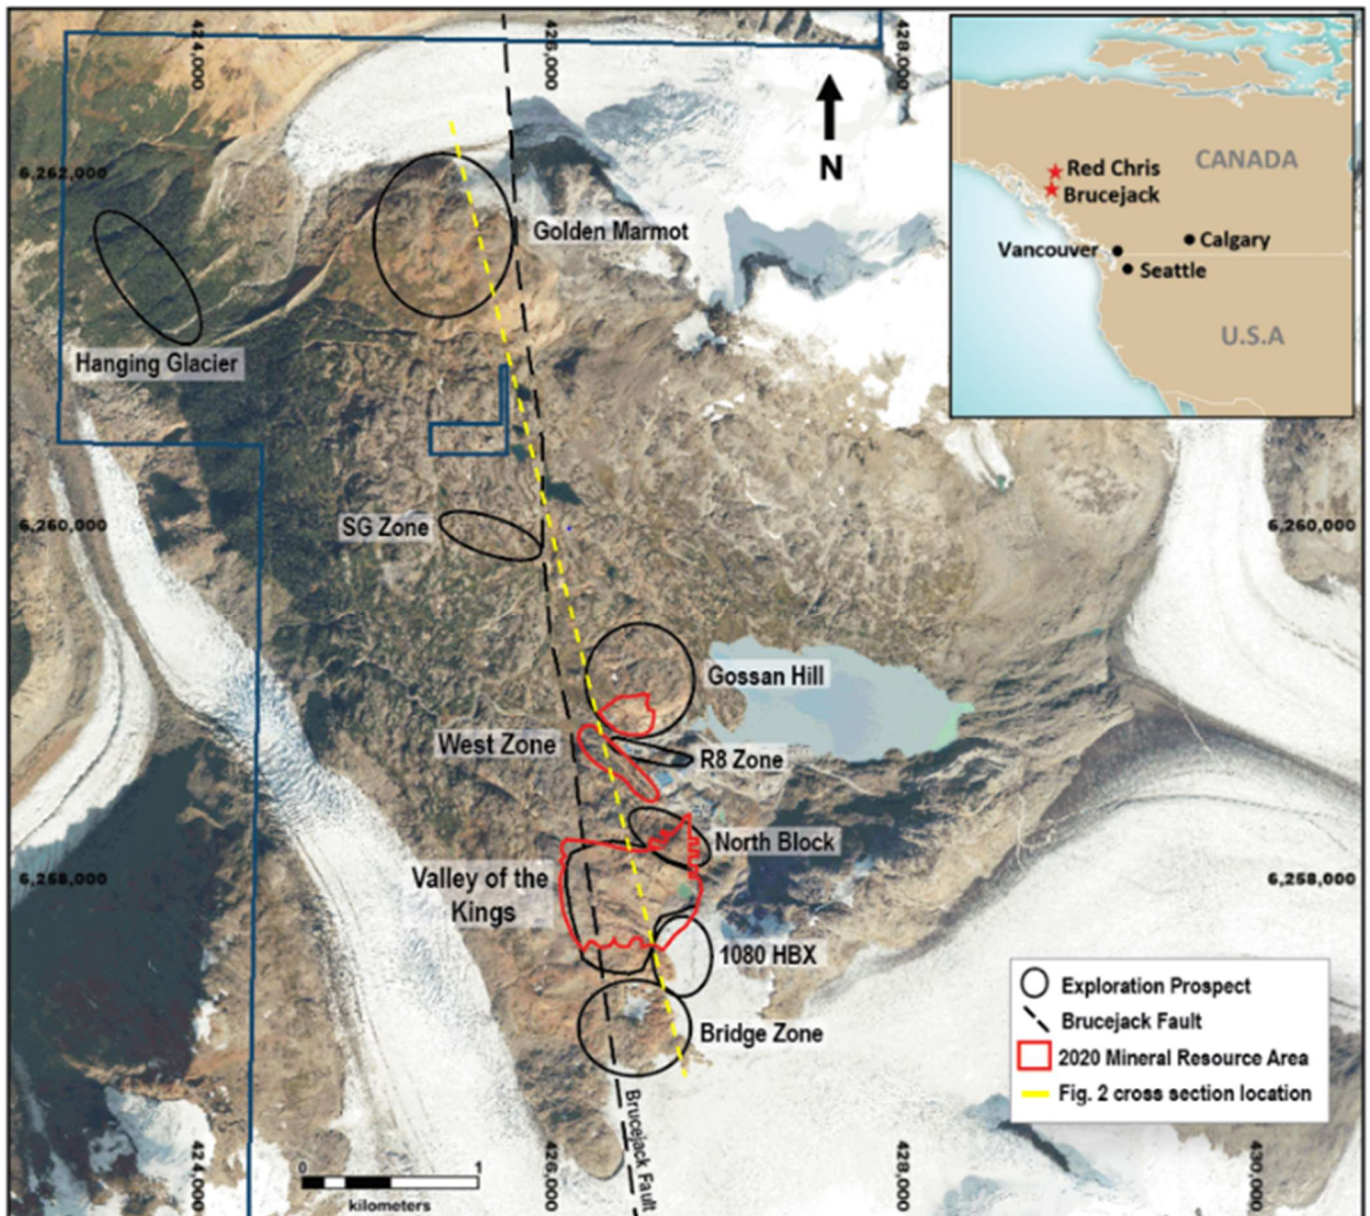 424,000
426,000
428,000
N
CANADA
Red Chris
Brucejack
Vancouver
Calgary
Seattle
U.S.A
6,262,000
Golden Marmot
Hanging Glacier
SG Zone
6,260,000
6,260,000
Gossan Hill
West Zone
R8 Zone
North Block
Valley of the
Kings
6,258,000
6,258,000
1080 HBX
Bridge Zone
Exploration Prospect
Brucejack Fault
2020 Mineral Resource Area
Fig. 2 cross section location
Brucejack Fault
0
1
kilometers
424,000
426,000
428,000
430,000